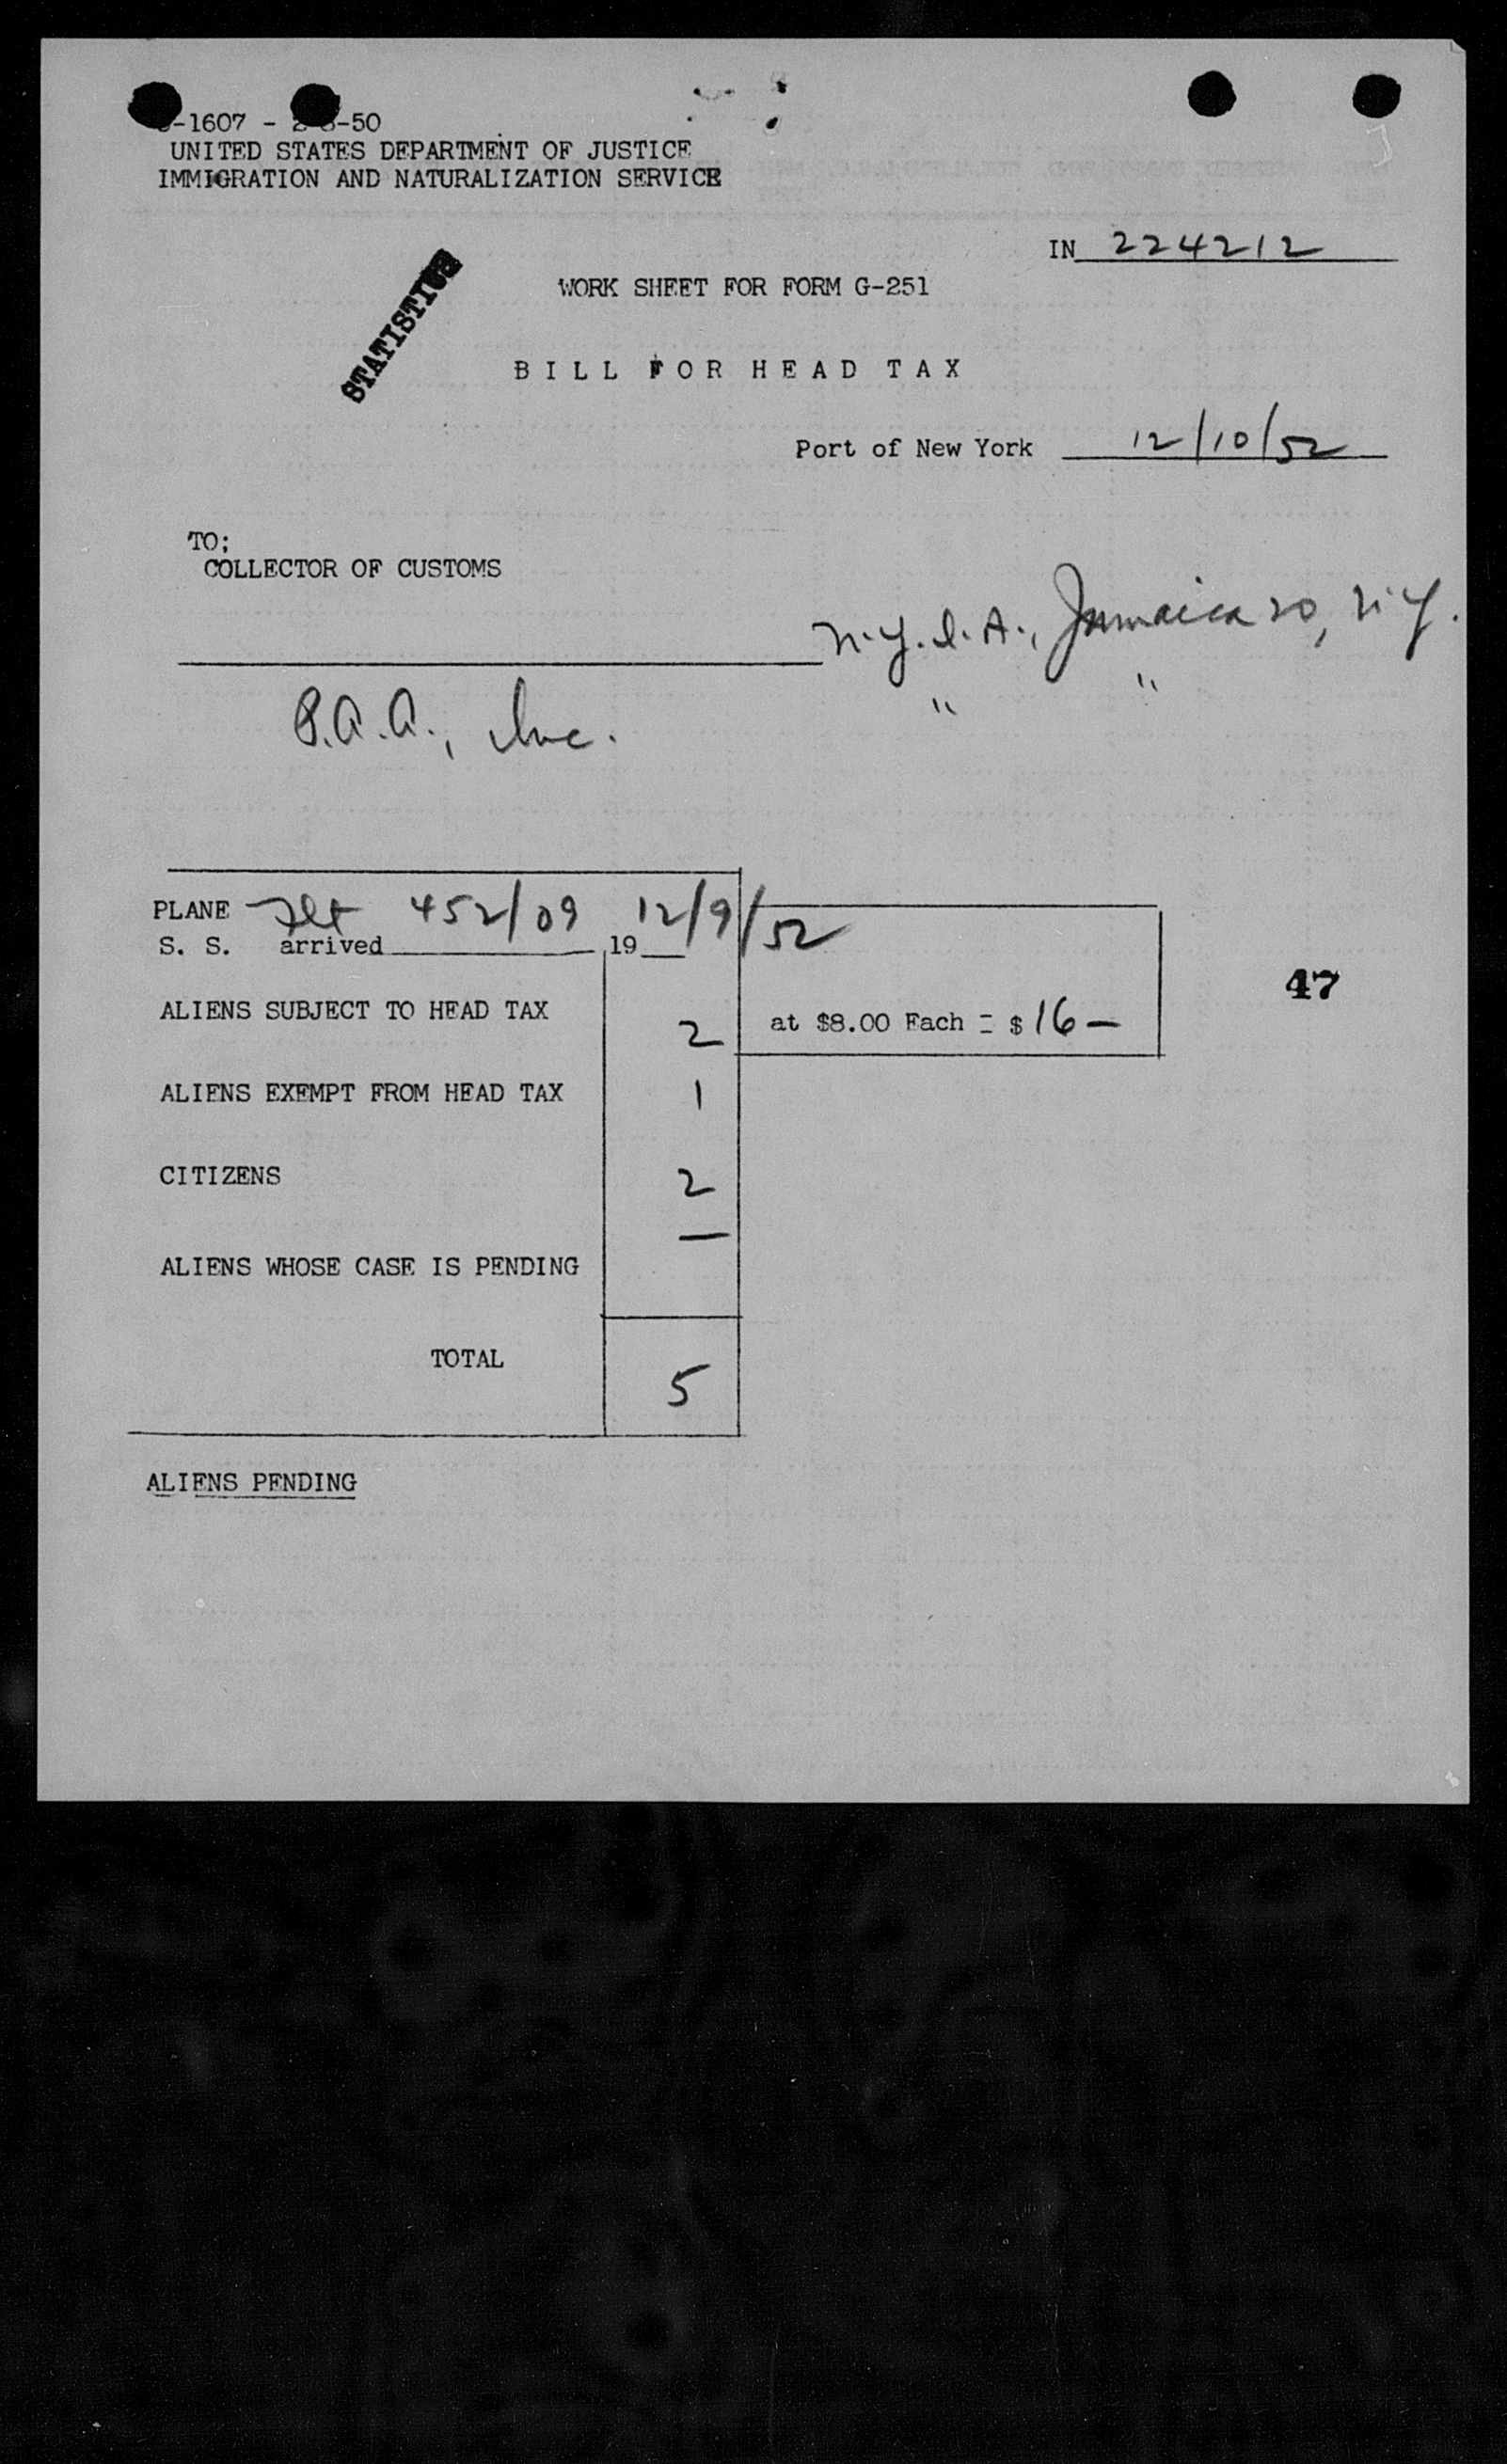 -1607 - -50
UNITED STATES DEPARTMENT OF JUSTICE
IMMIGRATION AND NATURALIZATION SERVICE
IN 224212
STATISTICS
WORK SHEET FOR FORM G-251
BILL FOR HEAD TAX
Port of New York 12/10/52
TO;
COLLECTOR OF CUSTOMS
N.Y.I.A., Jamaica 20, N.Y.
P.A.A., Inc. " "
PLANE Flt 452/09 12/9/52
S. S. arrived 19
47
ALIENS SUBJECT TO HEAD TAX 2 at $8.00 Each = $ 16 —
ALIENS EXEMPT FROM HEAD TAX 1
CITIZENS 2
ALIENS WHOSE CASE IS PENDING —
TOTAL 5
ALIENS PENDING